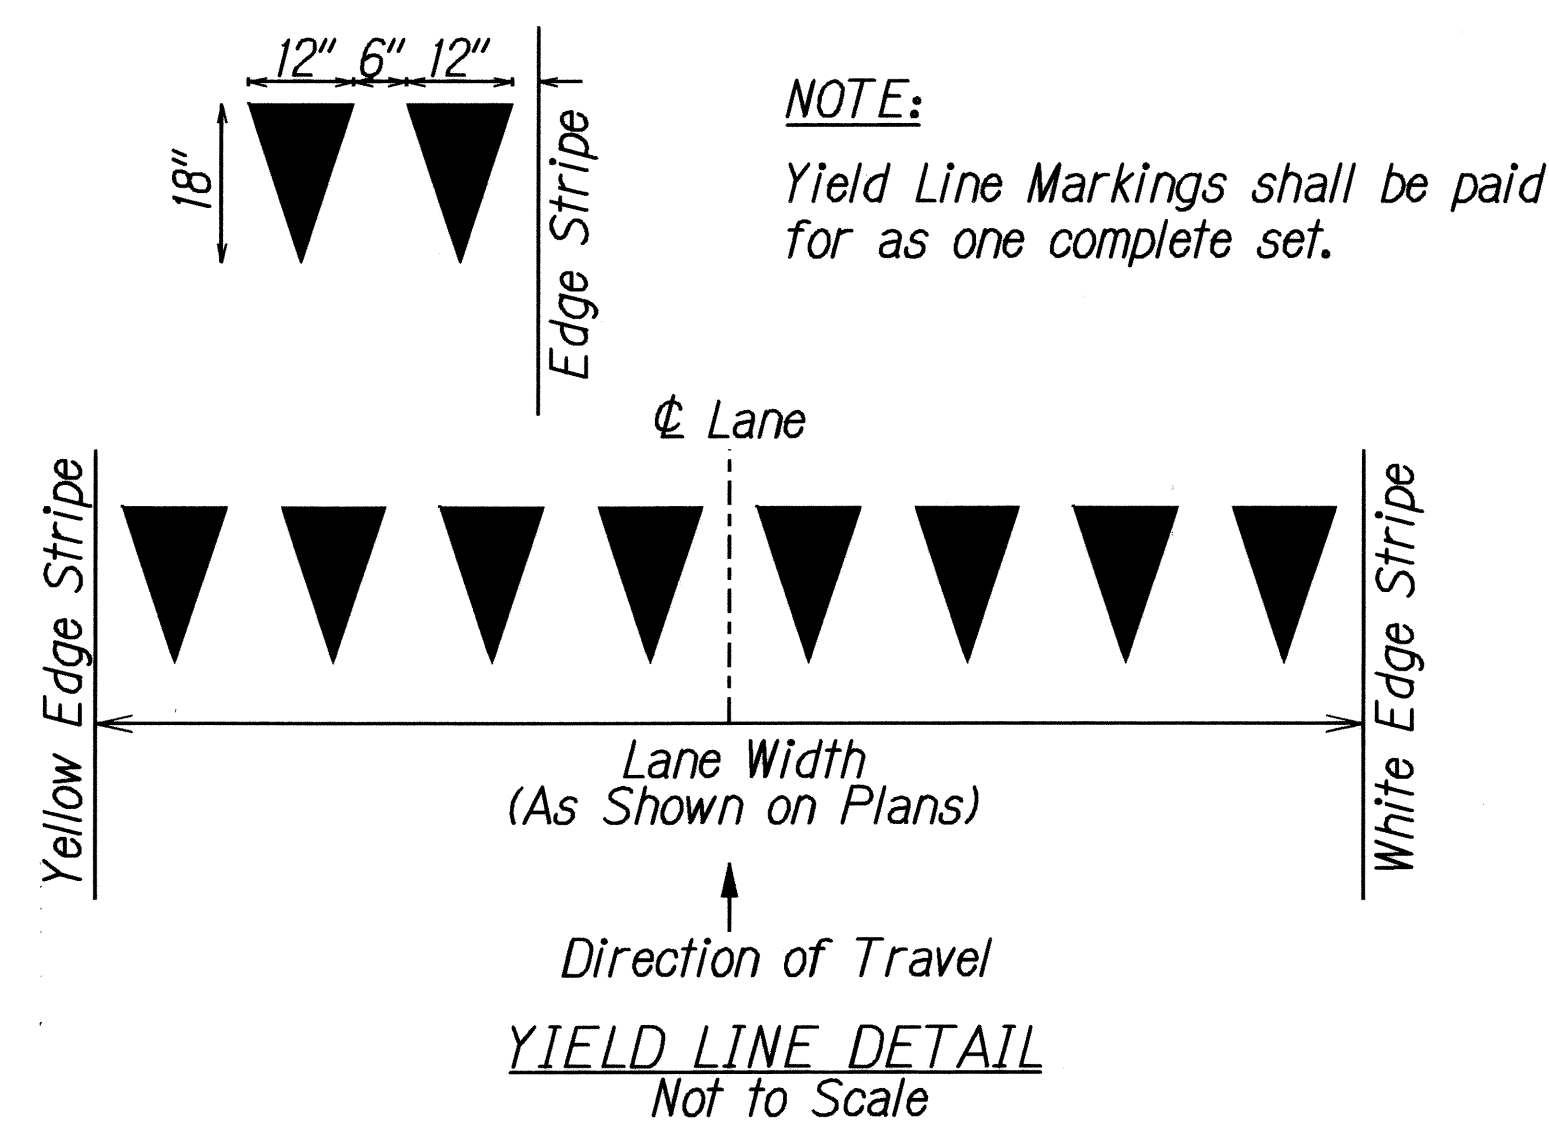 12" 6" 12"
18"
Edge Stripe
NOTE:
Yield Line Markings shall be paid
for as one complete set.
℄ Lane
Yellow Edge Stripe
White Edge Stripe
Lane Width
(As Shown on Plans)
Direction of Travel
YIELD LINE DETAIL
Not to Scale